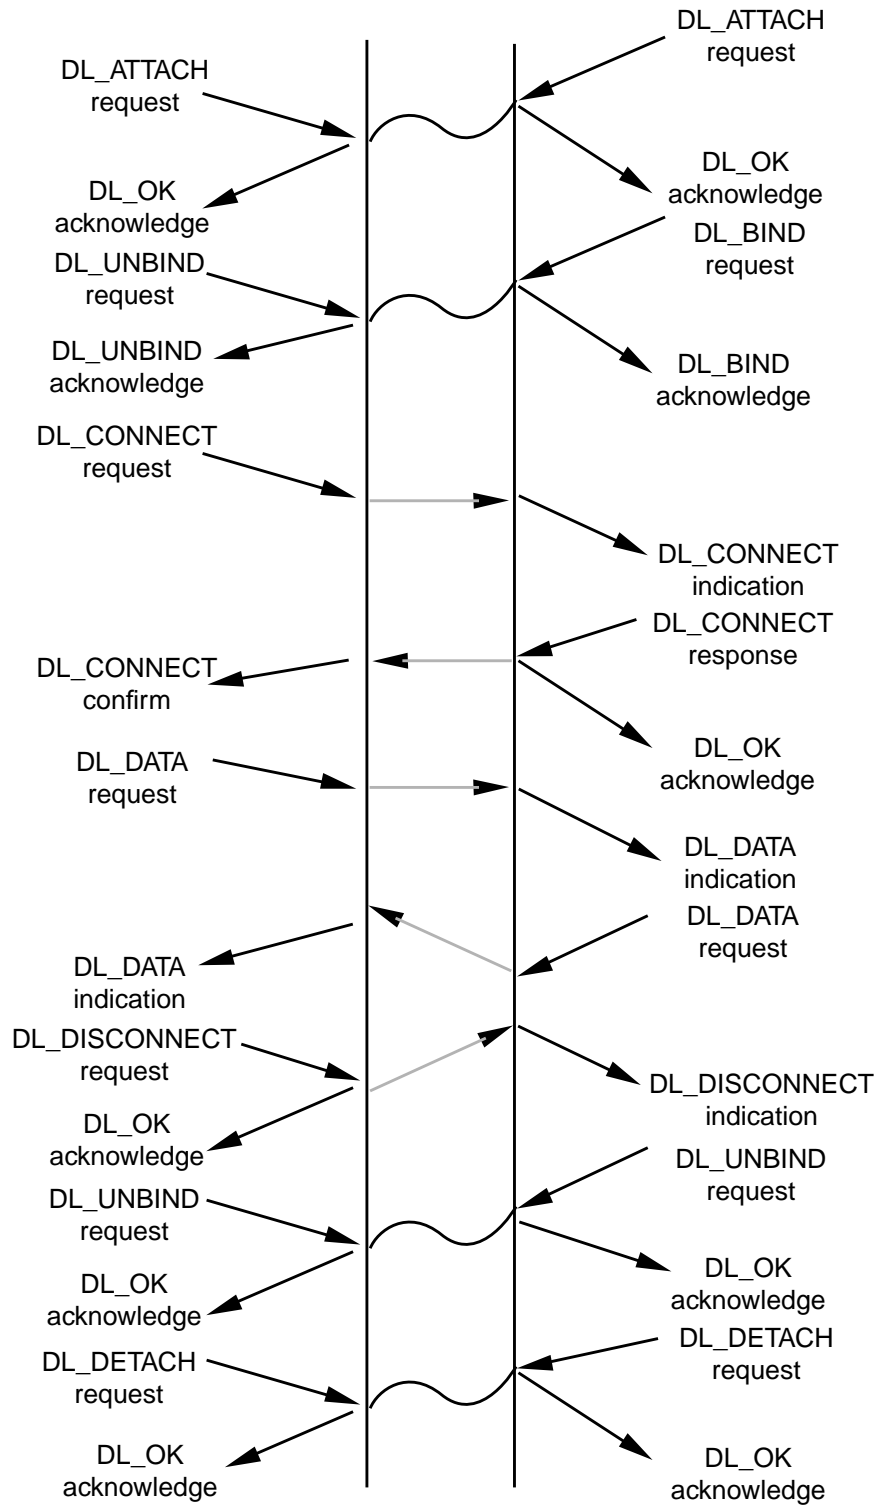 DL_ATTACH
request
DL_ATTACH
request
DL_OK
acknowledge
DL_OK
acknowledge
DL_BIND
request
DL_UNBIND
request
DL_UNBIND
acknowledge
DL_BIND
acknowledge
DL_CONNECT
request
DL_CONNECT
indication
DL_CONNECT
response
DL_CONNECT
confirm
DL_OK
acknowledge
DL_DATA
request
DL_DATA
indication
DL_DATA
request
DL_DATA
indication
DL_DISCONNECT
request
DL_DISCONNECT
indication
DL_OK
acknowledge
DL_UNBIND
request
DL_UNBIND
request
DL_OK
acknowledge
DL_OK
acknowledge
DL_DETACH
request
DL_DETACH
request
DL_OK
acknowledge
DL_OK
acknowledge